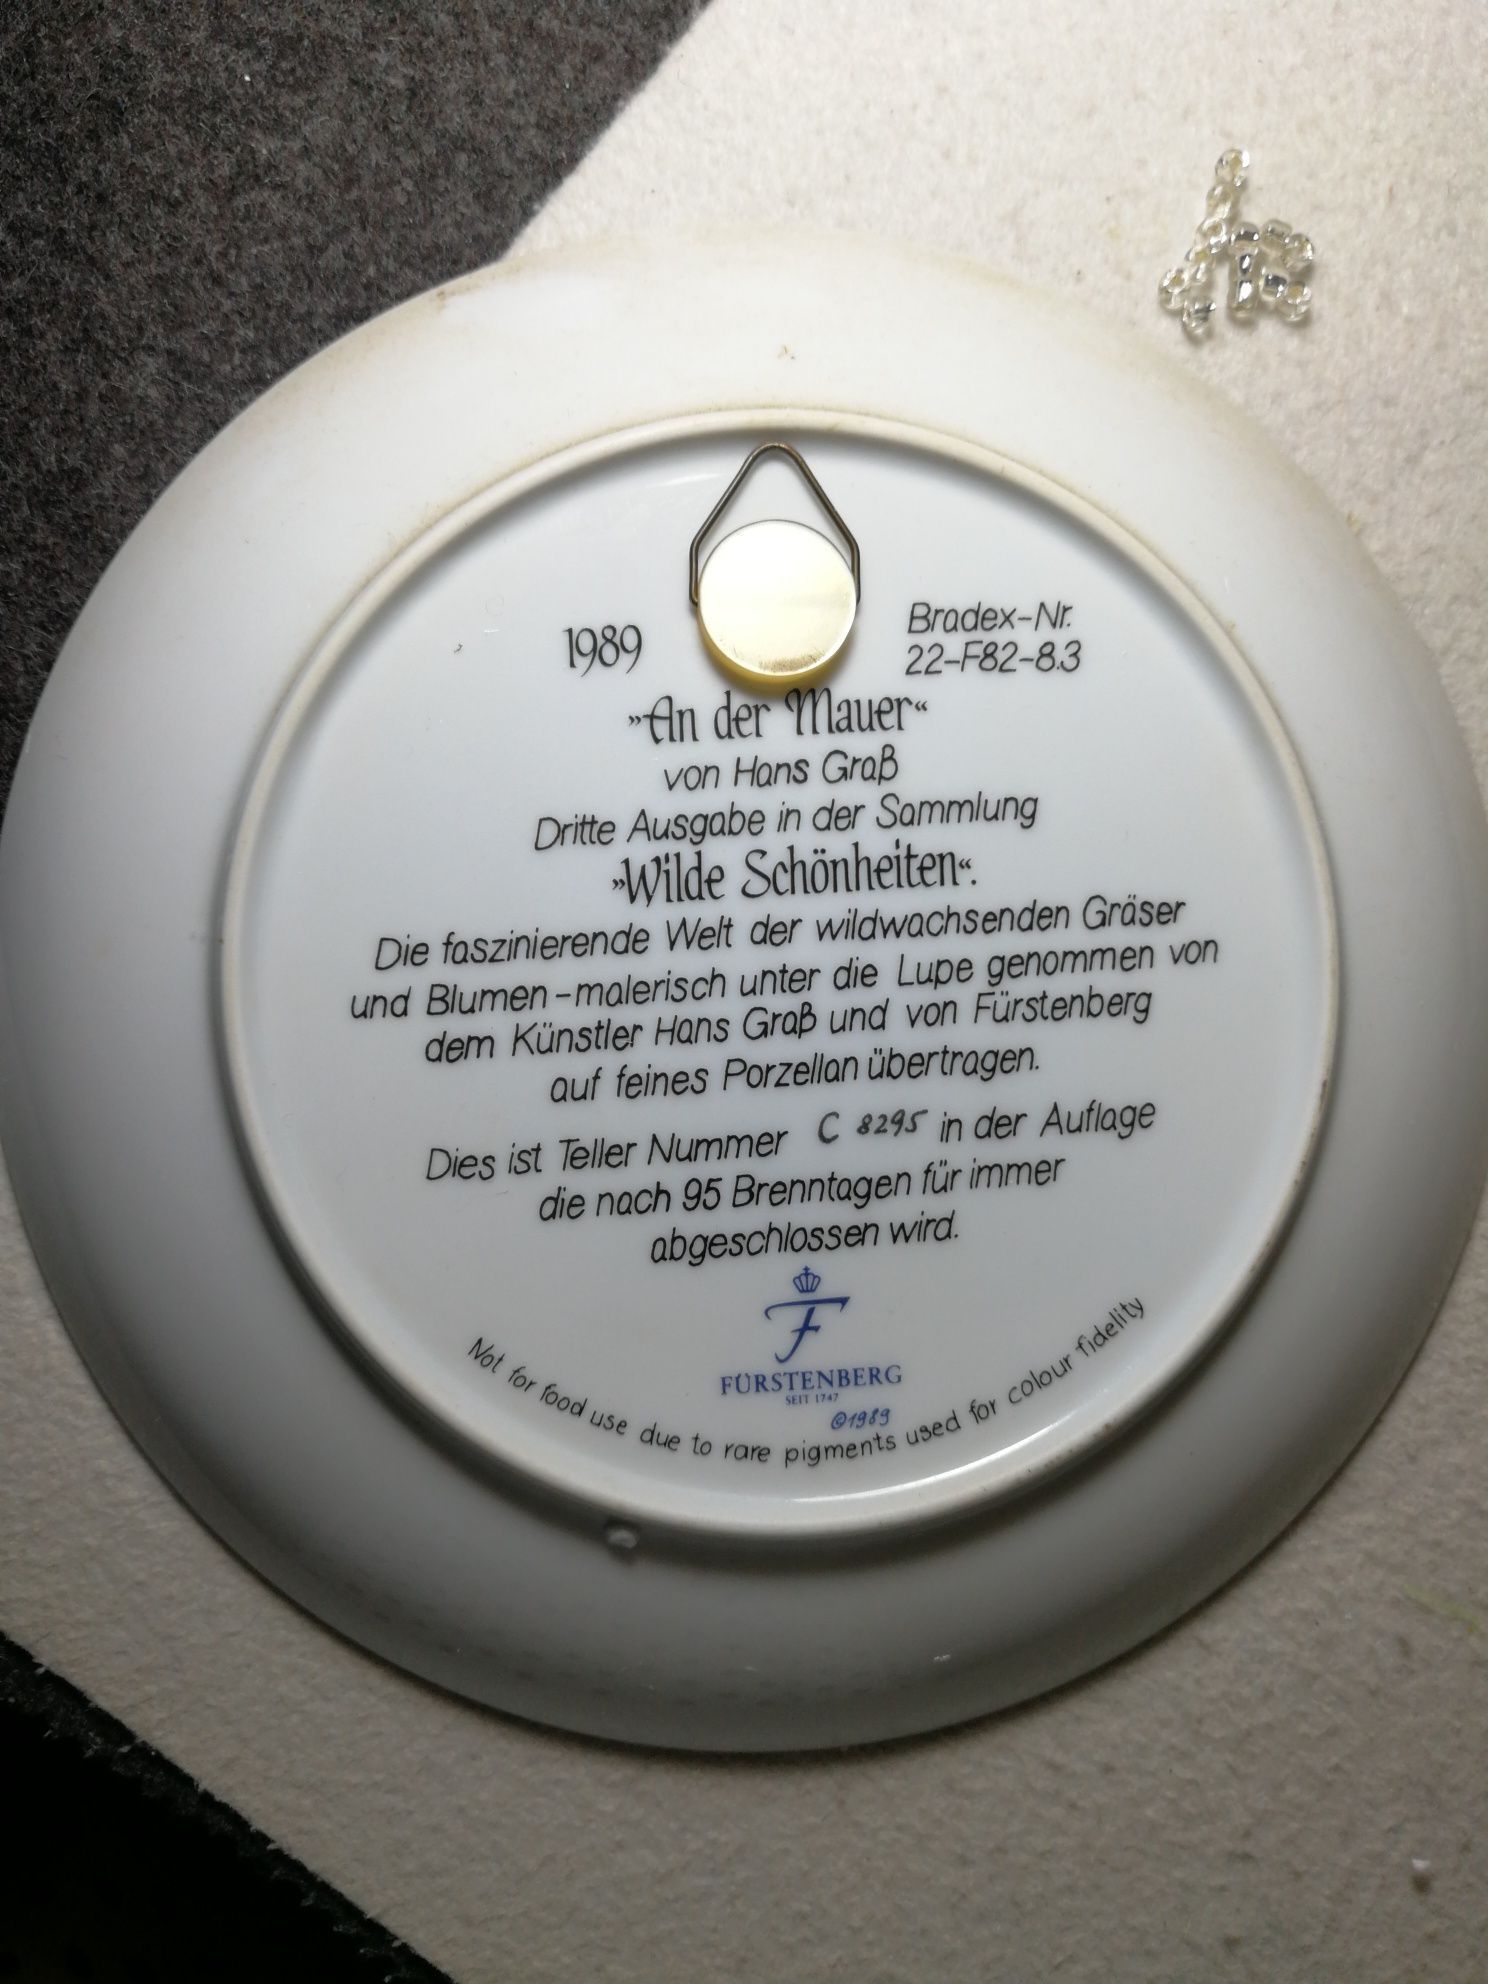 1989
Bradex-Nr.
22-F82-8.3
»An der Mauer«
von Hans Graß
Dritte Ausgabe in der Sammlung
»Wilde Schönheiten«.
Die faszinierende Welt der wildwachsenden Gräser
und Blumen-malerisch unter die Lupe genommen von
dem Künstler Hans Graß und von Fürstenberg
auf feines Porzellan übertragen.
Dies ist Teller Nummer C 8295 in der Auflage
die nach 95 Brenntagen für immer
abgeschlossen wird.
F
FÜRSTENBERG
SEIT 1747
©1989
Not for food use due to rare pigments used for colour fidelity